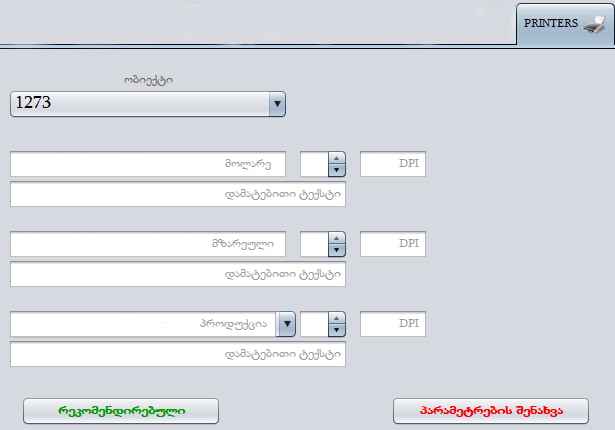 PRINTERS
ობიექტი
1273
მოლარე DPI
დამატებითი ტექსტი
მზარეული DPI
დამატებითი ტექსტი
პროდუქცია DPI
დამატებითი ტექსტი
რეკომენდირებული პარამეტრების შენახვა